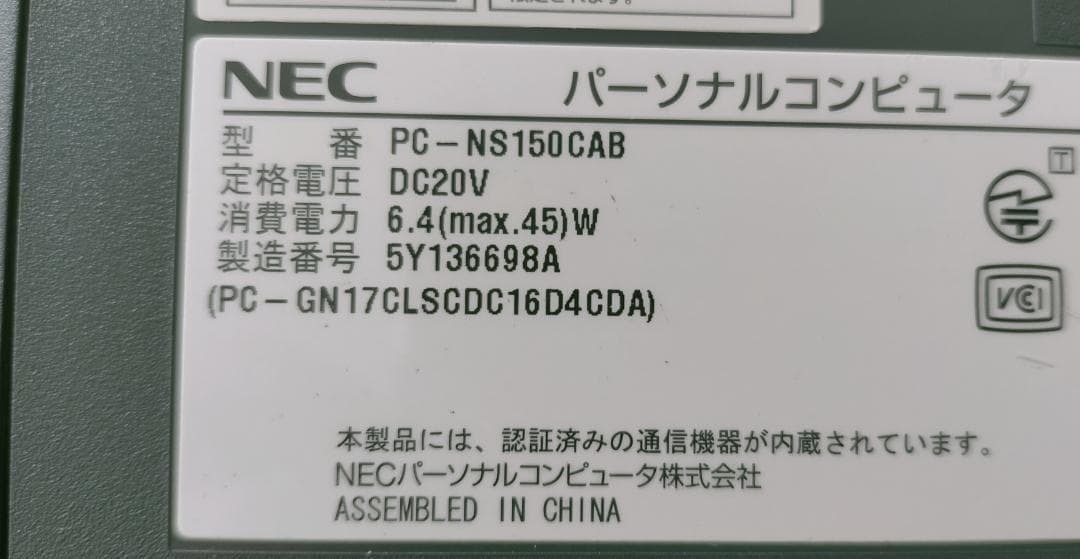 NEC パーソナルコンピュータ
型 番 PC-NS150CAB
定格電圧 DC20V
消費電力 6.4(max.45)W
製造番号 5Y136698A
(PC-GN17CLSCDC16D4CDA)
T
VCI
本製品には、認証済みの通信機器が内蔵されています。
NECパーソナルコンピュータ株式会社
ASSEMBLED IN CHINA